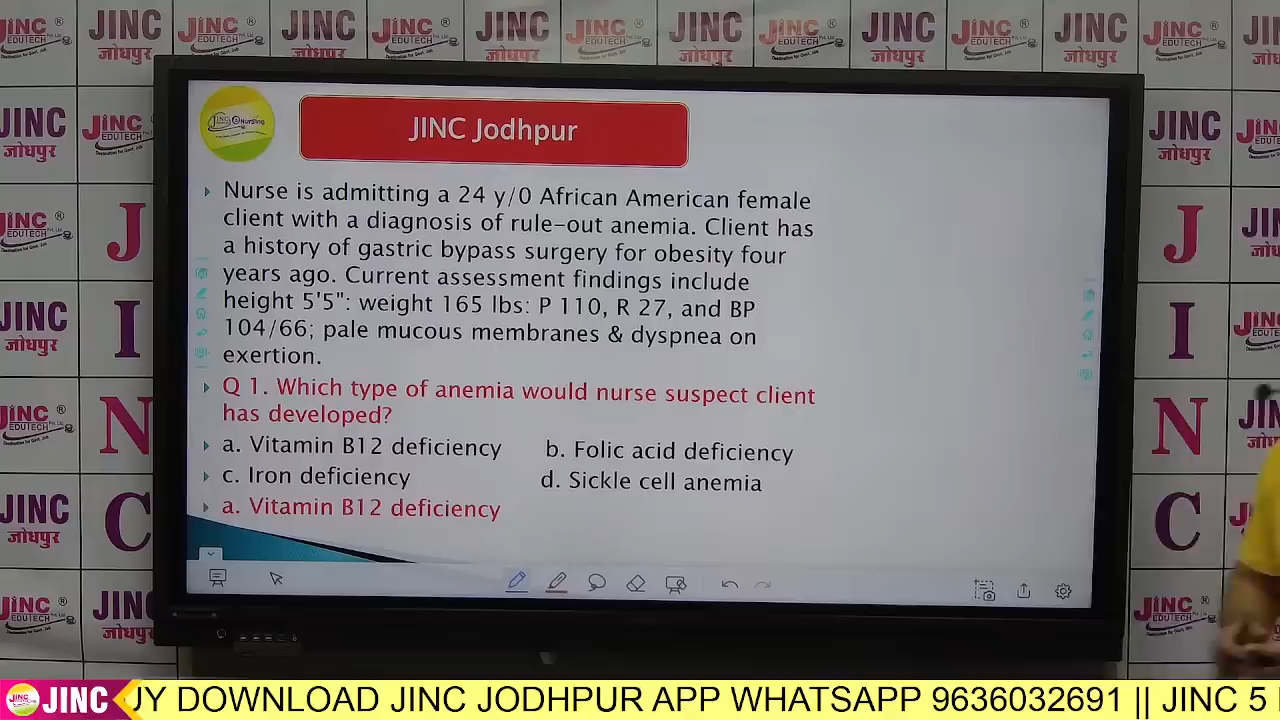 JINC Jodhpur
Nurse is admitting a 24 y/0 African American female
client with a diagnosis of rule-out anemia. Client has
a history of gastric bypass surgery for obesity four
years ago. Current assessment findings include
height 5'5": weight 165 lbs: P 110, R 27, and BP
104/66; pale mucous membranes & dyspnea on
exertion.
Q 1. Which type of anemia would nurse suspect client
has developed?
a. Vitamin B12 deficiency b. Folic acid deficiency
c. Iron deficiency d. Sickle cell anemia
a. Vitamin B12 deficiency
JINC
EDUTECH
जोधपुर
J
I
N
C
J
I
N
C
JINC
JY DOWNLOAD JINC JODHPUR APP WHATSAPP 9636032691 || JINC 5